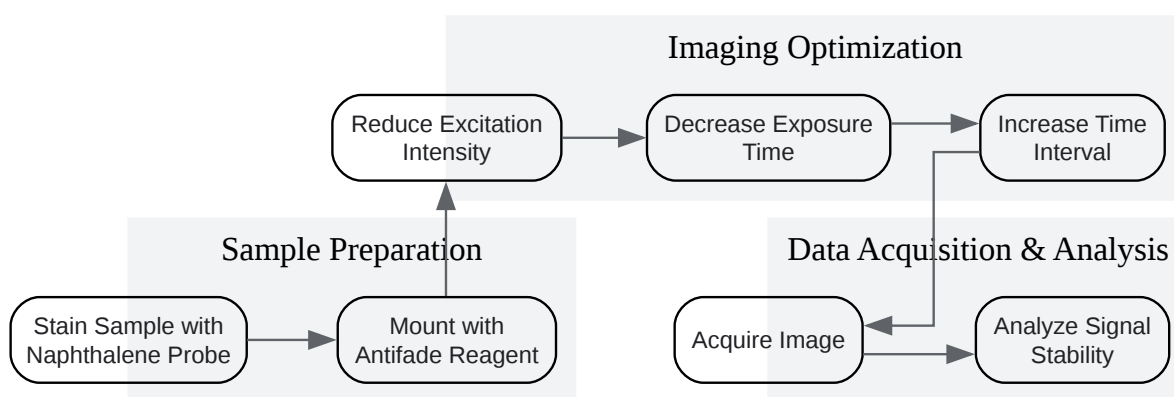 Imaging Optimization
Reduce Excitation
Intensity
Decrease Exposure
Time
Increase Time
Interval
Sample Preparation
Stain Sample with
Naphthalene Probe
Mount with
Antifade Reagent
Data Acquisition & Analysis
Acquire Image
Analyze Signal
Stability